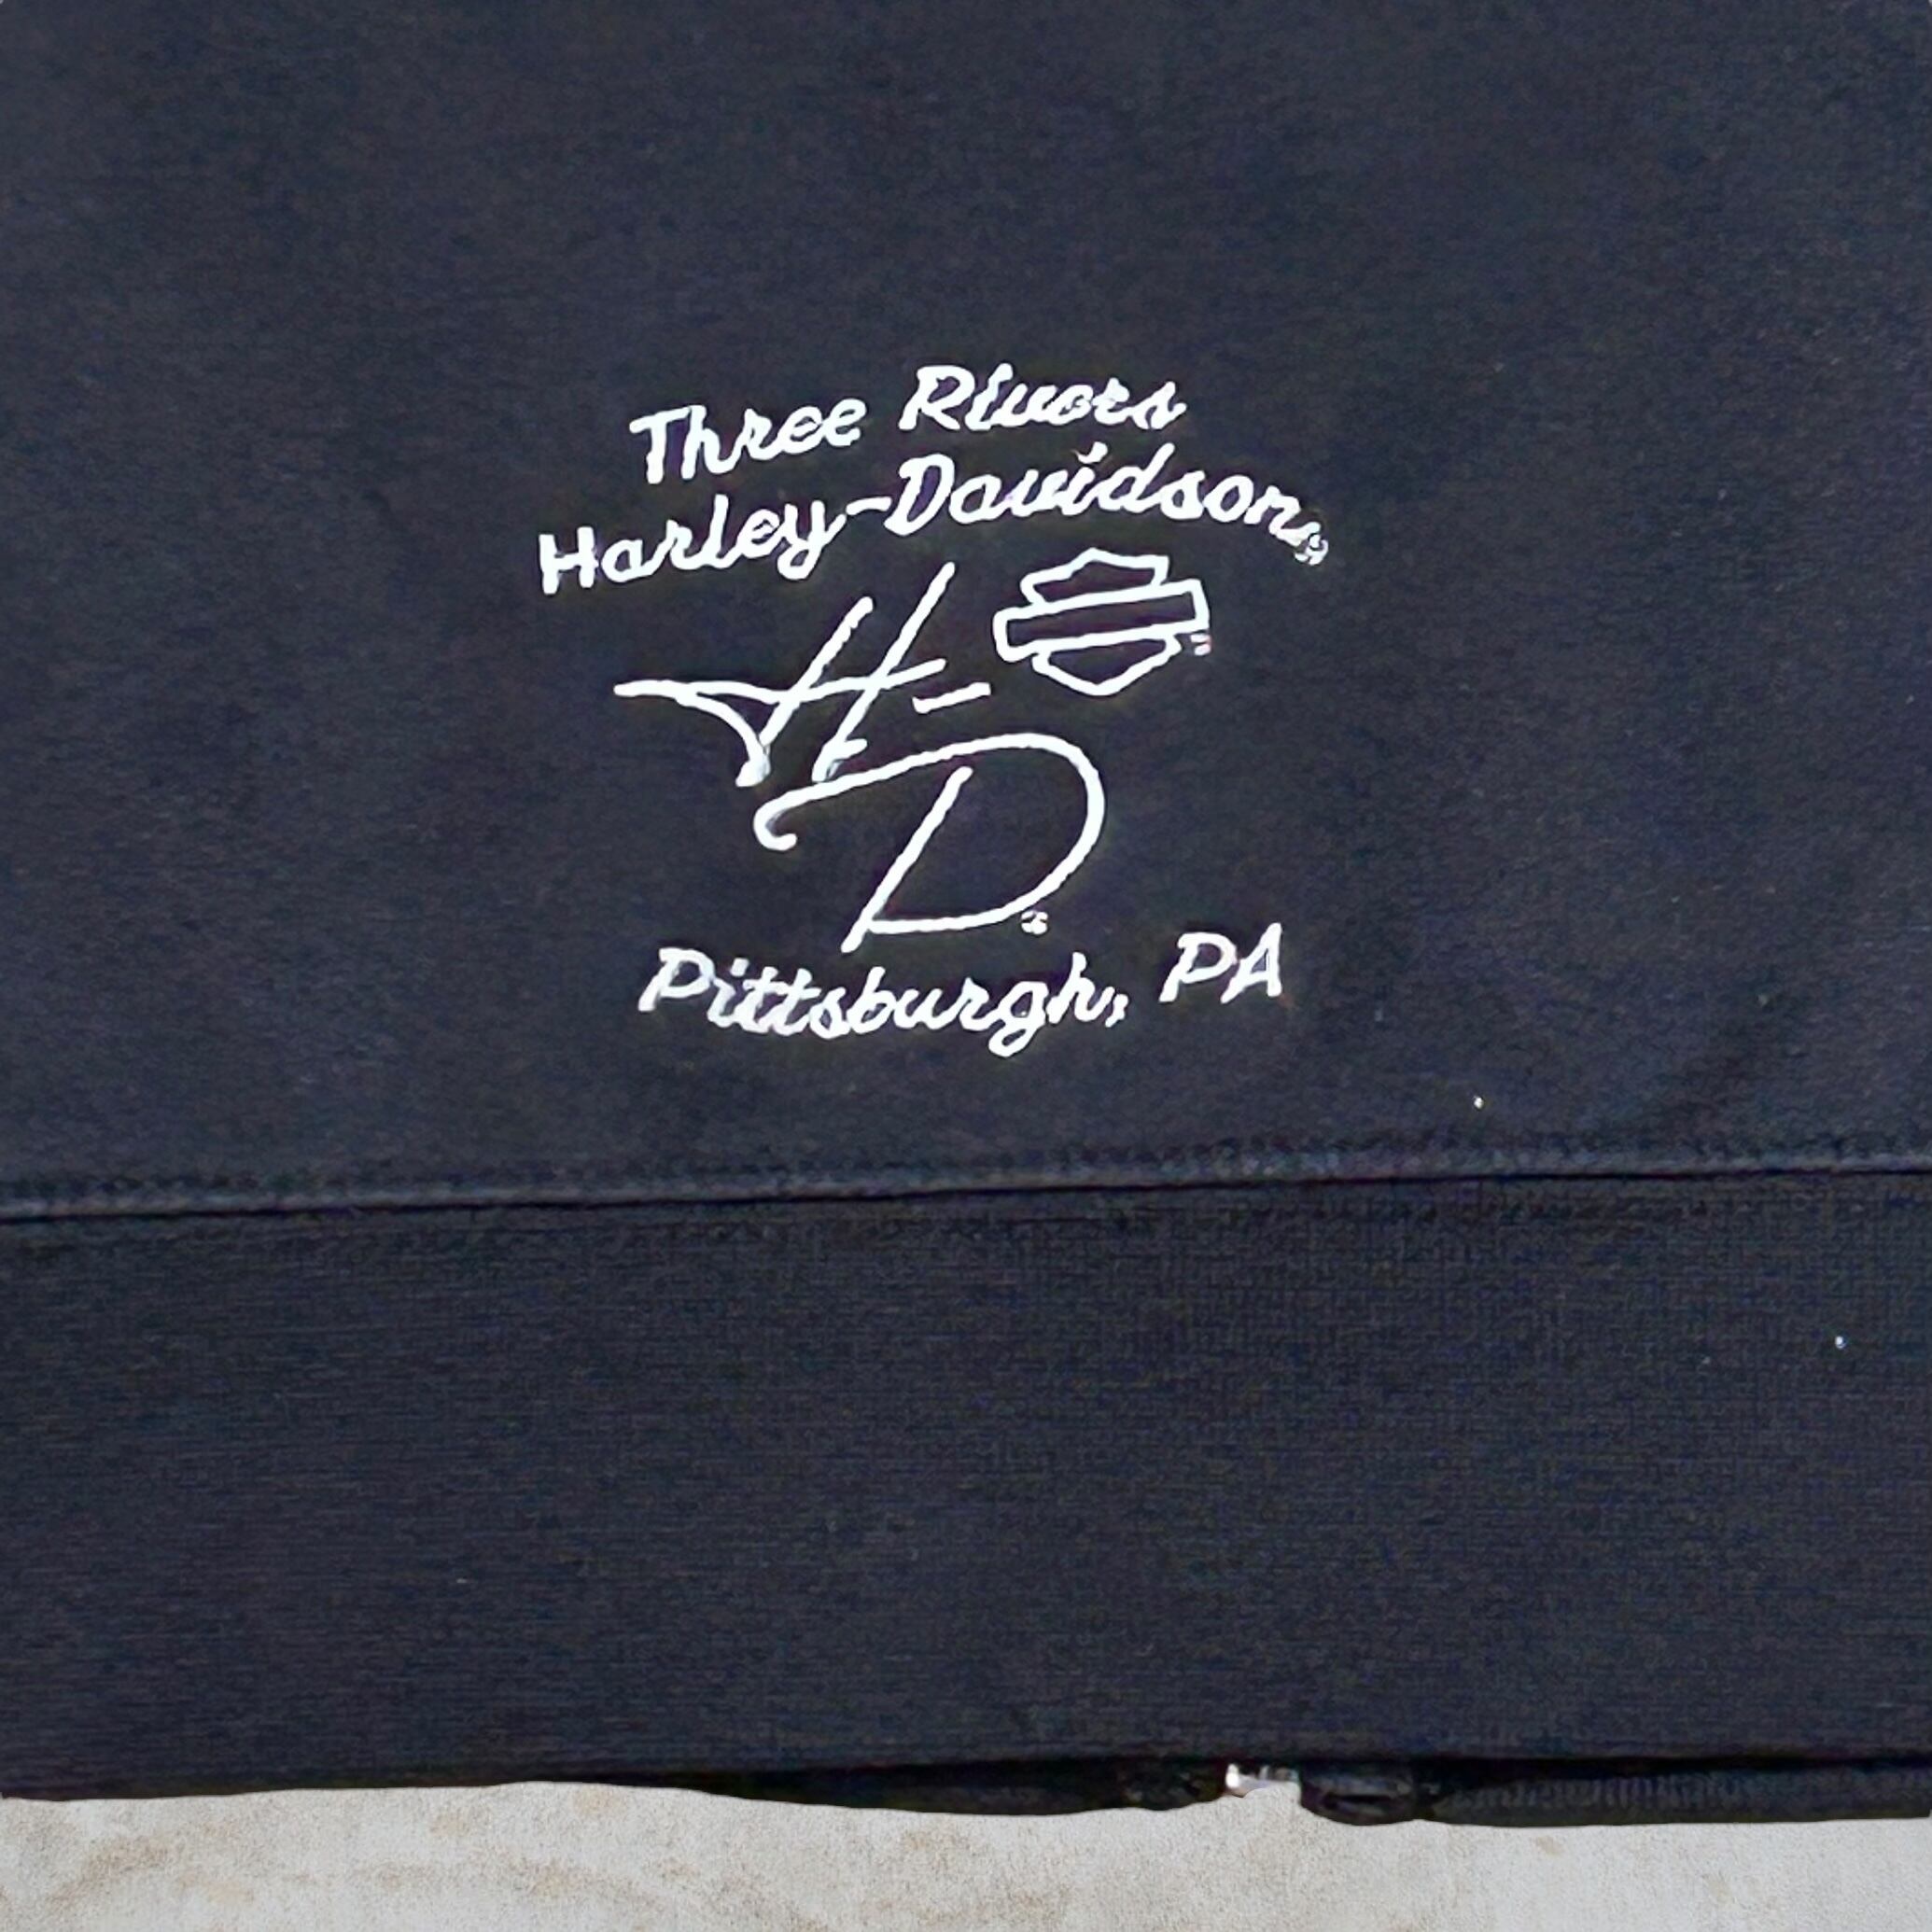 Three Rivers
Harley-Davidson®
H-
D®
Pittsburgh, PA